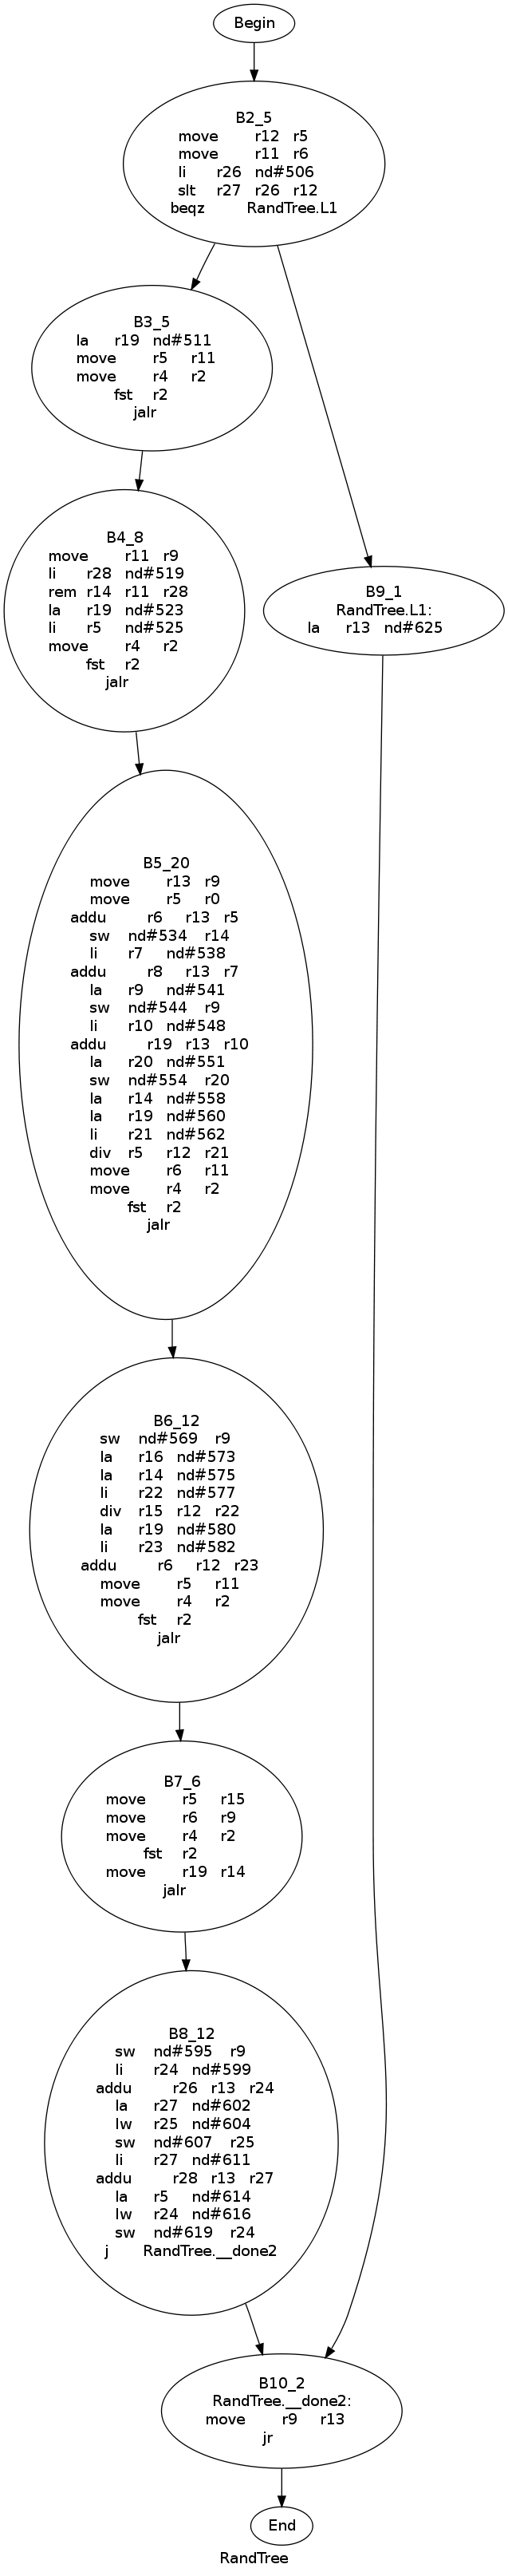 Begin
B2_5
move r12 r5
move r11 r6
li r26 nd#506
slt r27 r26 r12
beqz RandTree.L1
B3_5
la r19 nd#511
move r5 r11
move r4 r2
fst r2
jalr
B4_8
move r11 r9
li r28 nd#519
rem r14 r11 r28
la r19 nd#523
li r5 nd#525
move r4 r2
fst r2
jalr
B9_1
RandTree.L1:
la r13 nd#625
B5_20
move r13 r9
move r5 r0
addu r6 r13 r5
sw nd#534 r14
li r7 nd#538
addu r8 r13 r7
la r9 nd#541
sw nd#544 r9
li r10 nd#548
addu r19 r13 r10
la r20 nd#551
sw nd#554 r20
la r14 nd#558
la r19 nd#560
li r21 nd#562
div r5 r12 r21
move r6 r11
move r4 r2
fst r2
jalr
B6_12
sw nd#569 r9
la r16 nd#573
la r14 nd#575
li r22 nd#577
div r15 r12 r22
la r19 nd#580
li r23 nd#582
addu r6 r12 r23
move r5 r11
move r4 r2
fst r2
jalr
B7_6
move r5 r15
move r6 r9
move r4 r2
fst r2
move r19 r14
jalr
B8_12
sw nd#595 r9
li r24 nd#599
addu r26 r13 r24
la r27 nd#602
lw r25 nd#604
sw nd#607 r25
li r27 nd#611
addu r28 r13 r27
la r5 nd#614
lw r24 nd#616
sw nd#619 r24
j RandTree.__done2
B10_2
RandTree.__done2:
move r9 r13
jr
End
RandTree